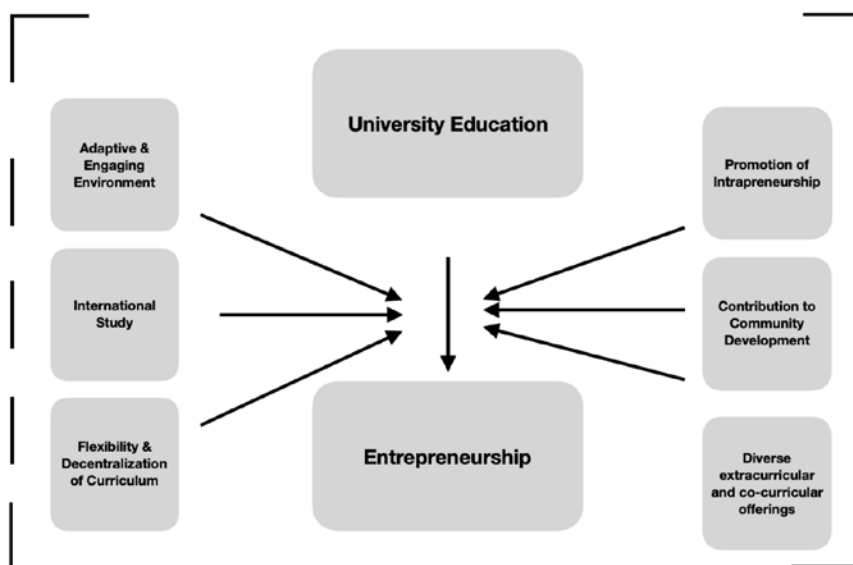 University Education
Adaptive &
Engaging
Environment
Promotion of
Intrapreneurship
International
Study
Contribution to
Community
Development
Flexibility &
Decentralization
of Curriculum
Entrepreneurship
Diverse
extracurricular
and co-curricular
offerings